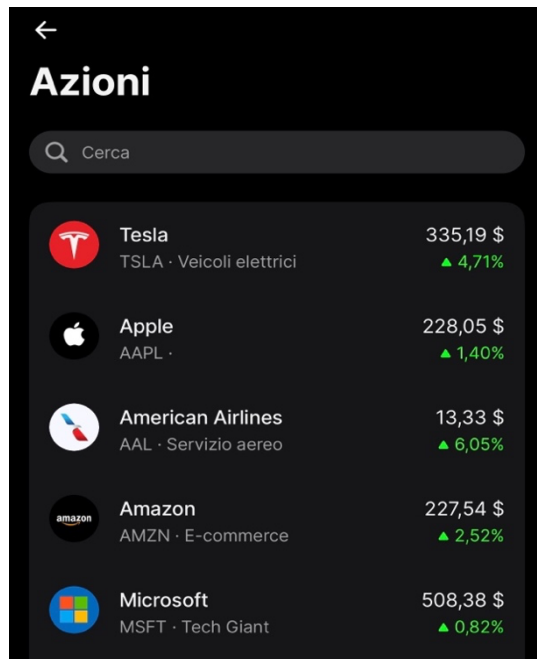 Azioni
Cerca
Tesla 335,19 $
TSLA · Veicoli elettrici ▲ 4,71%
Apple 228,05 $
AAPL · ▲ 1,40%
American Airlines 13,33 $
AAL · Servizio aereo ▲ 6,05%
amazon
Amazon 227,54 $
AMZN · E-commerce ▲ 2,52%
Microsoft 508,38 $
MSFT · Tech Giant ▲ 0,82%